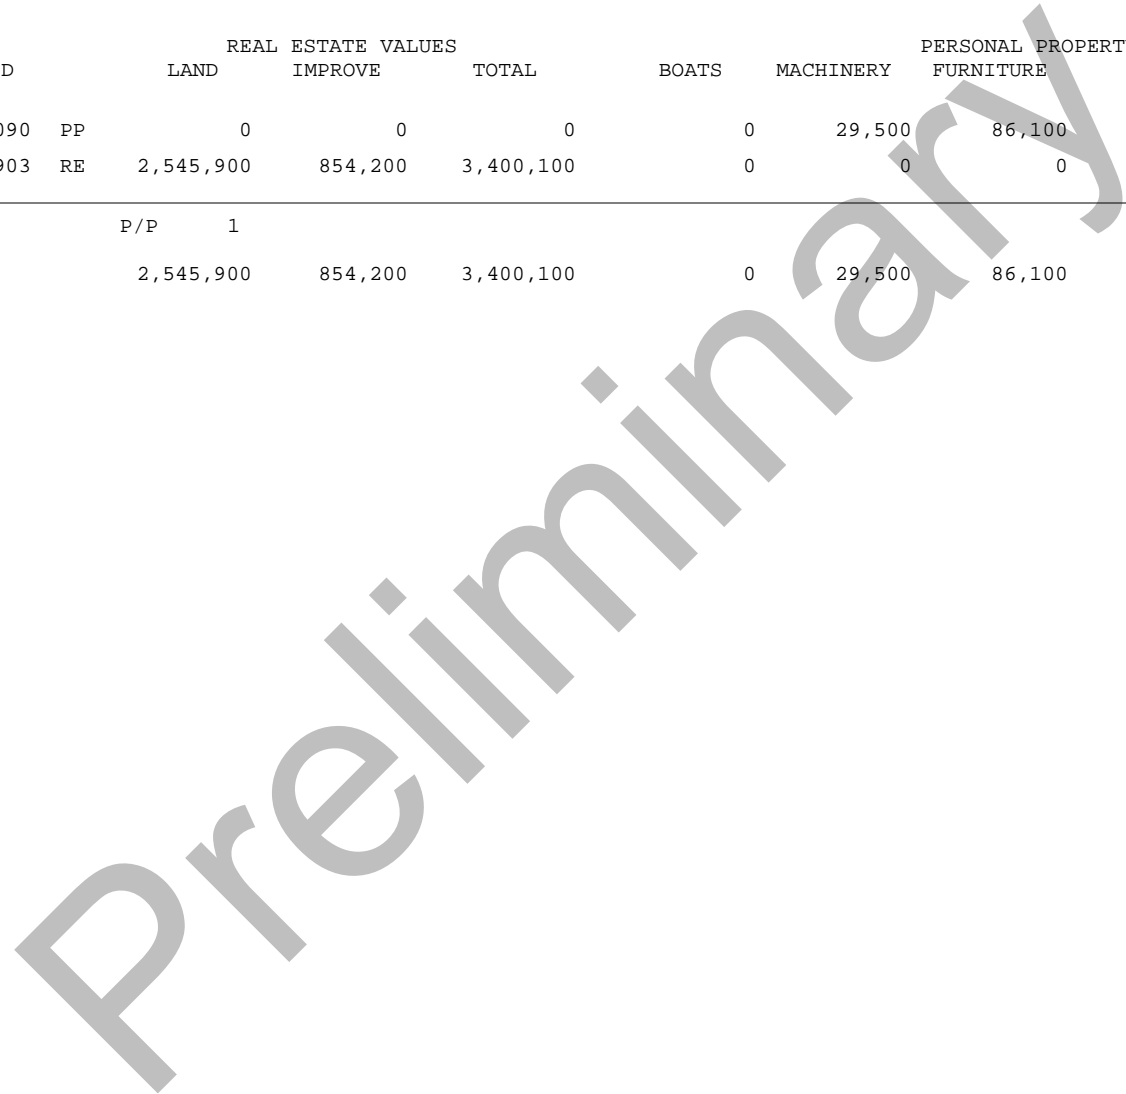 REAL ESTATE VALUES PERSONAL PROPERT
D LAND IMPROVE TOTAL BOATS MACHINERY FURNITURE
090 PP 0 0 0 0 29,500 86,100
903 RE 2,545,900 854,200 3,400,100 0 0 0
P/P 1
2,545,900 854,200 3,400,100 0 29,500 86,100
Preliminary